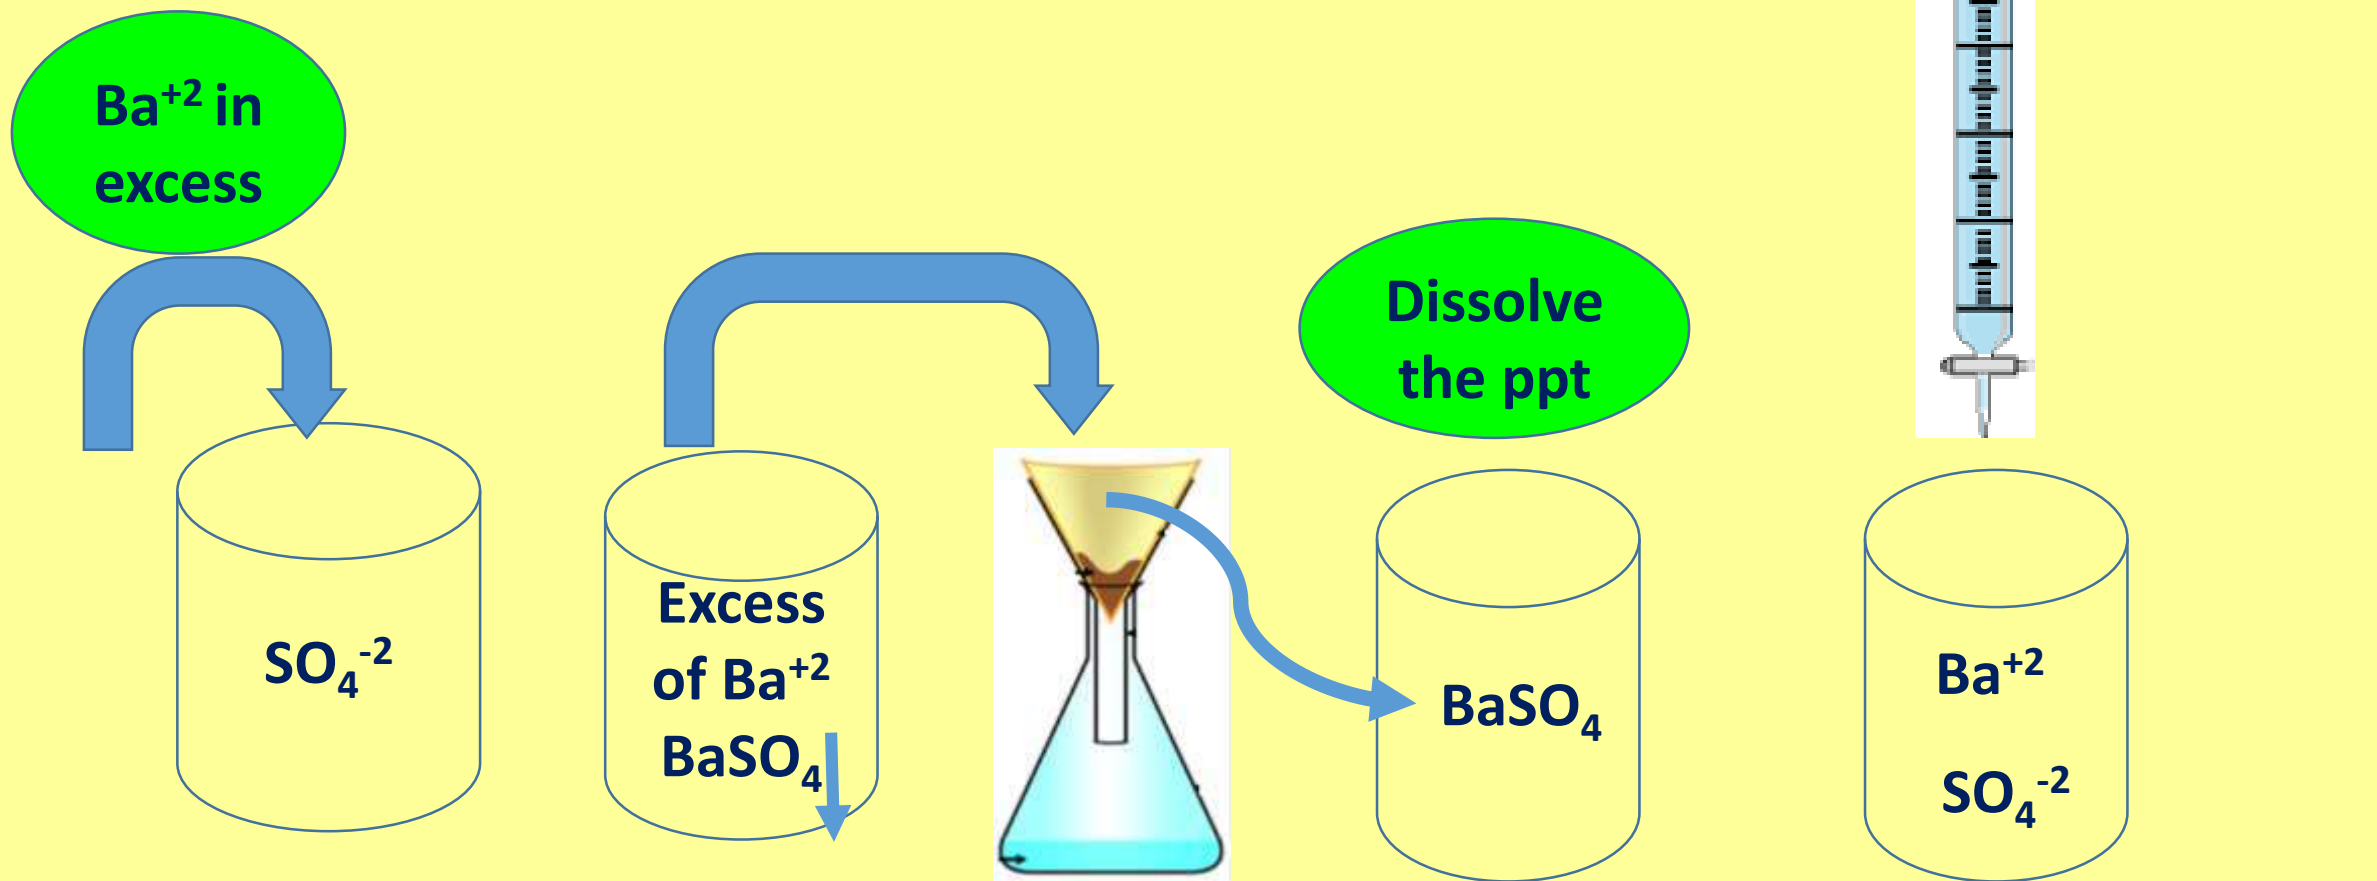 Ba⁺² in
excess
SO₄⁻²
Excess
of Ba⁺²
BaSO₄
Dissolve
the ppt
BaSO₄
Ba⁺²
SO₄⁻²